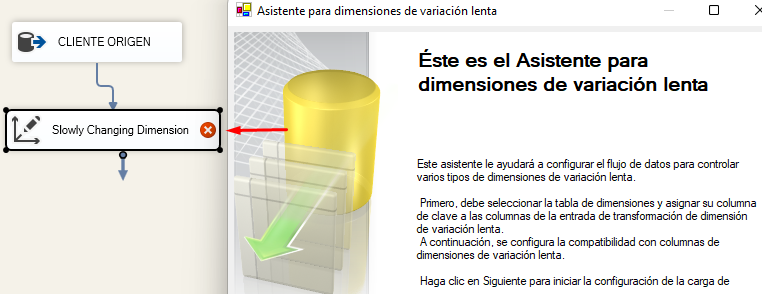 CLIENTE ORIGEN
Slowly Changing Dimension
Asistente para dimensiones de variación lenta
Éste es el Asistente para
dimensiones de variación lenta
Este asistente le ayudará a configurar el flujo de datos para controlar
varios tipos de dimensiones de variación lenta.
Primero, debe seleccionar la tabla de dimensiones y asignar su columna
de clave a las columnas de la entrada de transformación de dimensión
de variación lenta.
A continuación, se configura la compatibilidad con columnas de
dimensiones de variación lenta.
Haga clic en Siguiente para iniciar la configuración de la carga de